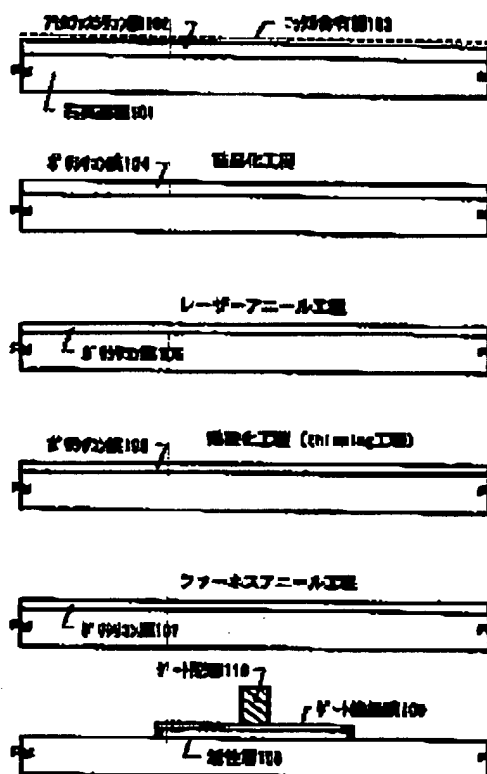 アモルファスシリコン膜102 ニッケル含有層103
石英基板101
ポリシリコン膜104 結晶化工程
レーザーアニール工程
ポリシリコン膜105
ポリシリコン膜106 熱酸化工程(thinning工程)
ファーネスアニール工程
ポリシリコン膜107
ゲート配線110
ゲート絶縁膜109
活性層108